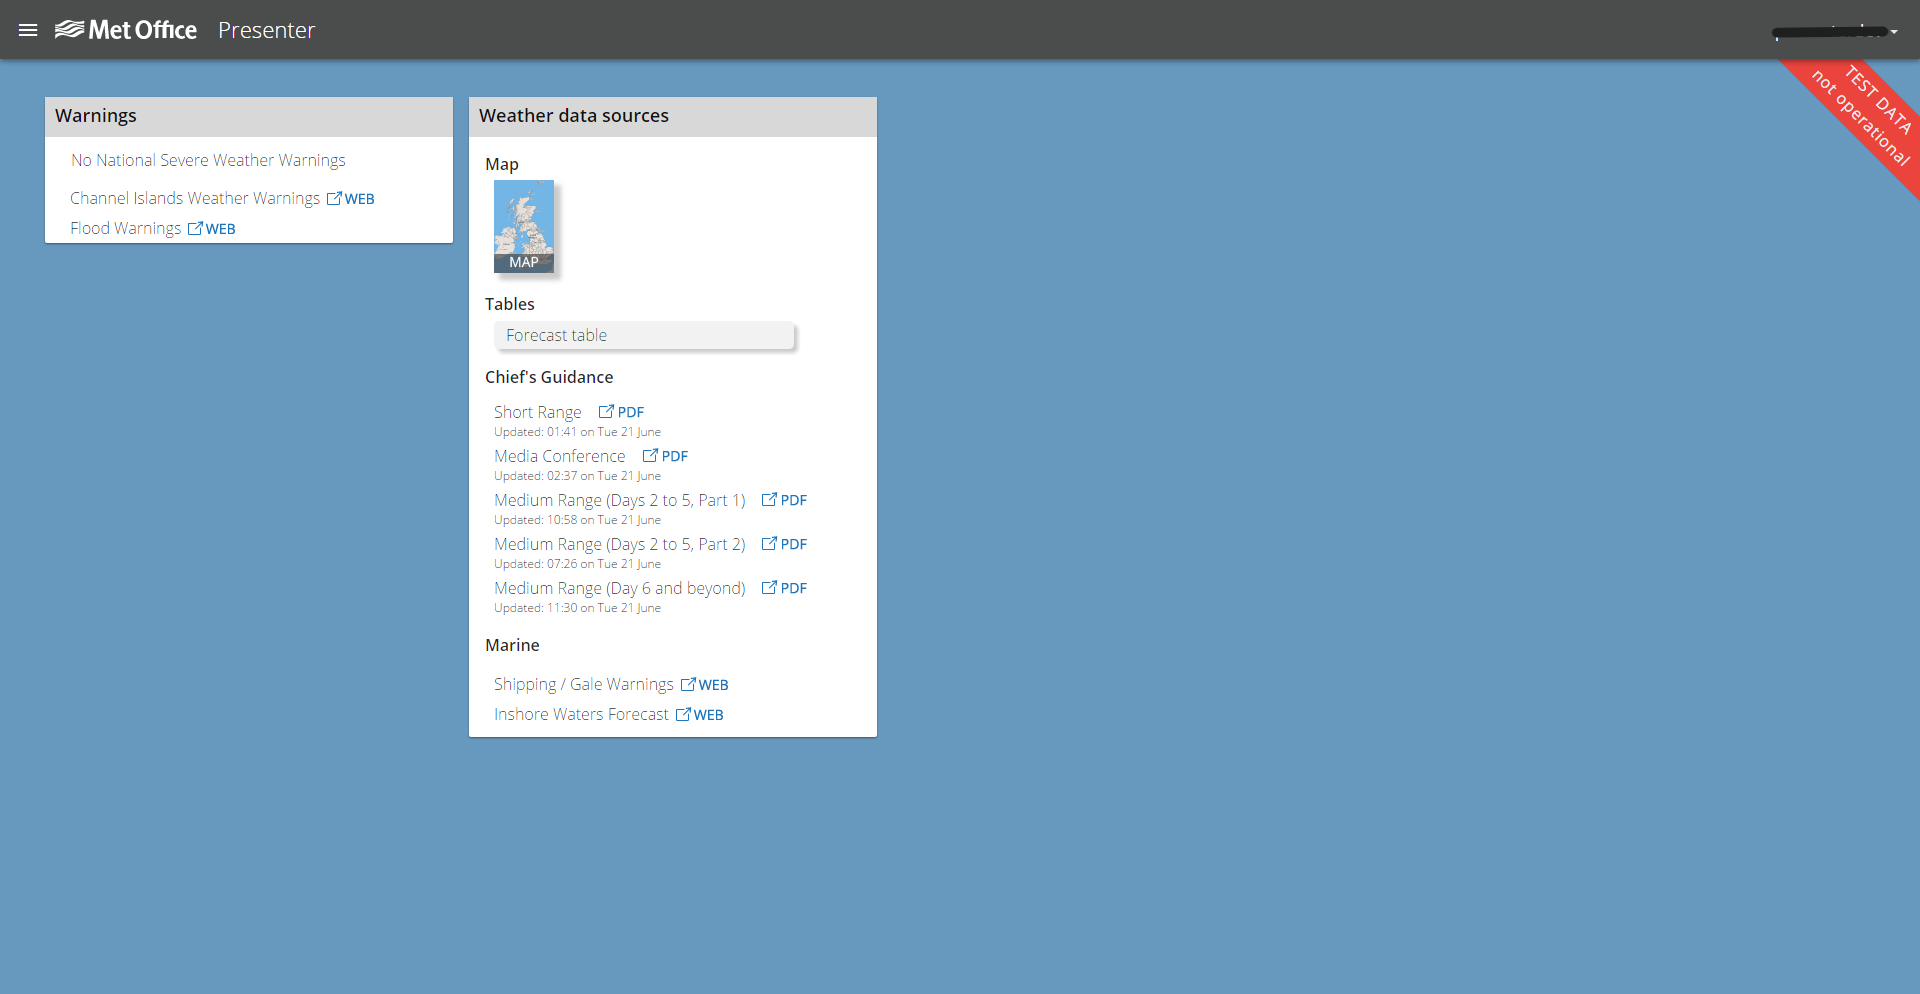 Met Office Presenter
TEST DATA
not operational
Warnings
No National Severe Weather Warnings
Channel Islands Weather Warnings WEB
Flood Warnings WEB
Weather data sources
Map
MAP
Tables
Forecast table
Chief's Guidance
Short Range PDF
Updated: 01:41 on Tue 21 June
Media Conference PDF
Updated: 02:37 on Tue 21 June
Medium Range (Days 2 to 5, Part 1) PDF
Updated: 10:58 on Tue 21 June
Medium Range (Days 2 to 5, Part 2) PDF
Updated: 07:26 on Tue 21 June
Medium Range (Day 6 and beyond) PDF
Updated: 11:30 on Tue 21 June
Marine
Shipping / Gale Warnings WEB
Inshore Waters Forecast WEB